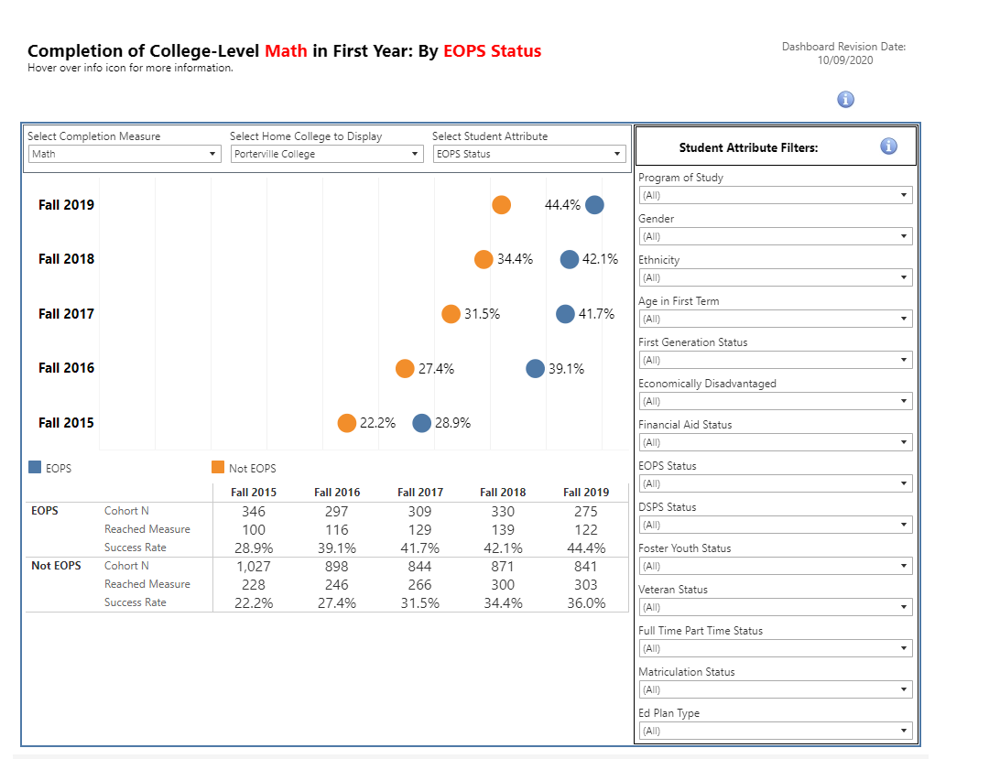 Completion of College-Level Math in First Year: By EOPS Status
Hover over info icon for more information.
Dashboard Revision Date:
10/09/2020
i
Select Completion Measure
Math
Select Home College to Display
Porterville College
Select Student Attribute
EOPS Status
Fall 2019
44.4%
Fall 2018
34.4% 42.1%
Fall 2017
31.5% 41.7%
Fall 2016
27.4% 39.1%
Fall 2015
22.2% 28.9%
EOPS Not EOPS
Fall 2015 Fall 2016 Fall 2017 Fall 2018 Fall 2019
EOPS Cohort N 346 297 309 330 275
Reached Measure 100 116 129 139 122
Success Rate 28.9% 39.1% 41.7% 42.1% 44.4%
Not EOPS Cohort N 1,027 898 844 871 841
Reached Measure 228 246 266 300 303
Success Rate 22.2% 27.4% 31.5% 34.4% 36.0%
Student Attribute Filters:
i
Program of Study
(All)
Gender
(All)
Ethnicity
(All)
Age in First Term
(All)
First Generation Status
(All)
Economically Disadvantaged
(All)
Financial Aid Status
(All)
EOPS Status
(All)
DSPS Status
(All)
Foster Youth Status
(All)
Veteran Status
(All)
Full Time Part Time Status
(All)
Matriculation Status
(All)
Ed Plan Type
(All)